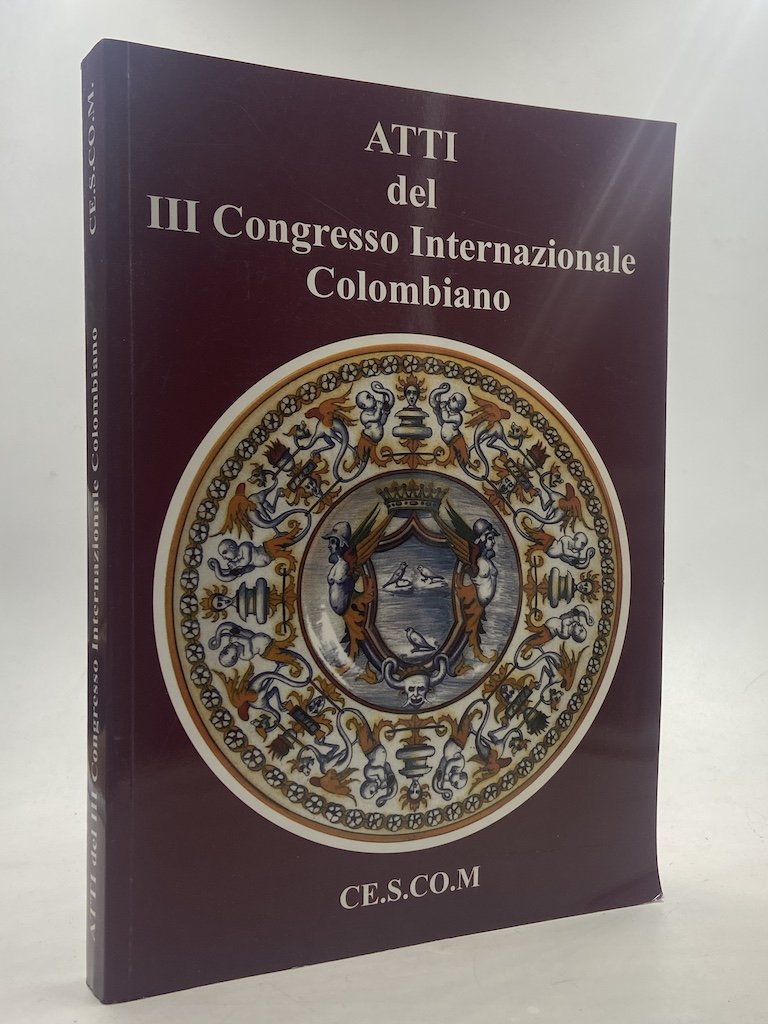 ATTI
del
III Congresso Internazionale
Colombiano
CE.S.CO.M
ATTI del III Congresso Internazionale Colombiano
CE.S.CO.M.